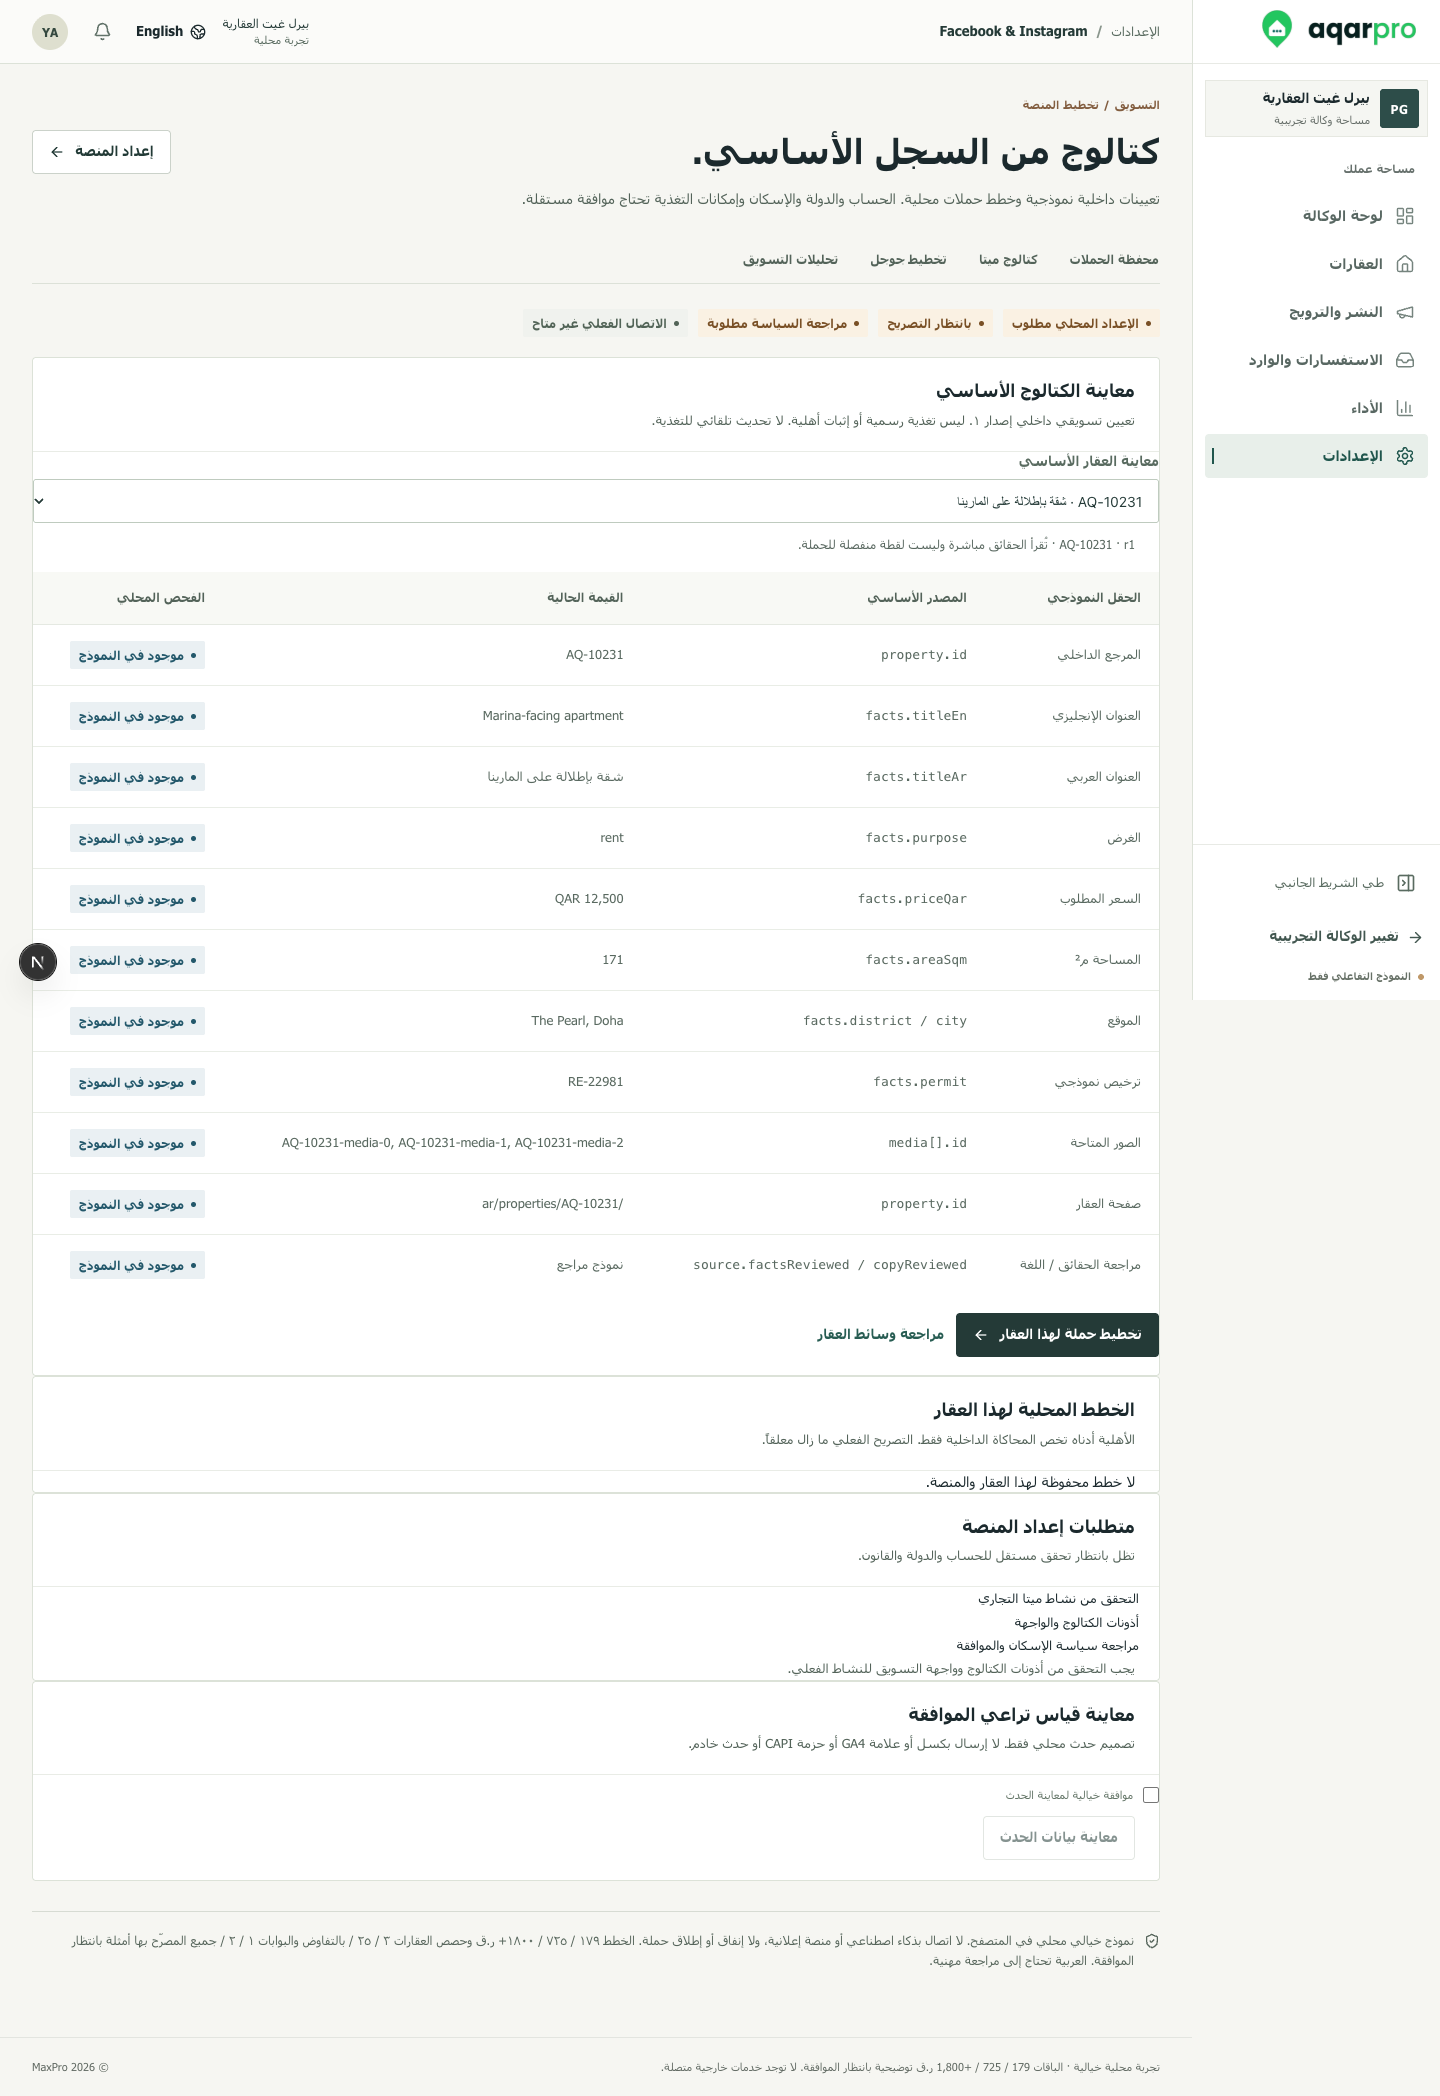 aqarpro
PG
بيرل غيت العقارية
مساحة وكالة تجريبية
مساحة عملك
لوحة الوكالة
العقارات
النشر والترويج
الاستفسارات والوارد
الأداء
الإعدادات
طي الشريط الجانبي
تغيير الوكالة التجريبية
النموذج التفاعلي فقط
الإعدادات / Facebook & Instagram
بيرل غيت العقارية
تجربة محلية
English
YA
التسويق / تخطيط المنصة
كتالوج من السجل الأساسي.
إعداد المنصة
تعيينات داخلية نموذجية وخطط حملات محلية. الحساب والدولة والإسكان وإمكانات التغذية تحتاج موافقة مستقلة.
محفظة الحملات كتالوج ميتا تخطيط جوجل تحليلات التسويق
الإعداد المحلي مطلوب
بانتظار التصريح
مراجعة السياسة مطلوبة
الاتصال الفعلي غير متاح
معاينة الكتالوج الأساسي
تعيين تسويقي داخلي إصدار ١. ليس تغذية رسمية أو إثبات أهلية. لا تحديث تلقائي للتغذية.
معاينة العقار الأساسي
AQ-10231 · شقة بإطلالة على المارينا
AQ-10231 · r1 · تُقرأ الحقائق مباشرة وليست لقطة منفصلة للحملة.
الحقل النموذجي المصدر الأساسي القيمة الحالية الفحص المحلي
المرجع الداخلي property.id AQ-10231 موجود في النموذج
العنوان الإنجليزي facts.titleEn Marina-facing apartment موجود في النموذج
العنوان العربي facts.titleAr شقة بإطلالة على المارينا موجود في النموذج
الغرض facts.purpose rent موجود في النموذج
السعر المطلوب facts.priceQar QAR 12,500 موجود في النموذج
المساحة م² facts.areaSqm 171 موجود في النموذج
الموقع facts.district / city The Pearl, Doha موجود في النموذج
ترخيص نموذجي facts.permit RE-22981 موجود في النموذج
الصور المتاحة media[].id AQ-10231-media-0, AQ-10231-media-1, AQ-10231-media-2 موجود في النموذج
صفحة العقار property.id ar/properties/AQ-10231/ موجود في النموذج
مراجعة الحقائق / اللغة source.factsReviewed / copyReviewed نموذج مراجع موجود في النموذج
تخطيط حملة لهذا العقار
مراجعة وسائط العقار
الخطط المحلية لهذا العقار
الأهلية أدناه تخص المحاكاة الداخلية فقط. التصريح الفعلي ما زال معلقاً.
لا خطط محفوظة لهذا العقار والمنصة.
متطلبات إعداد المنصة
تظل بانتظار تحقق مستقل للحساب والدولة والقانون.
التحقق من نشاط ميتا التجاري
أذونات الكتالوج والواجهة
مراجعة سياسة الإسكان والموافقة
يجب التحقق من أذونات الكتالوج وواجهة التسويق للنشاط الفعلي.
معاينة قياس تراعي الموافقة
تصميم حدث محلي فقط. لا إرسال بكسل أو علامة GA4 أو حزمة CAPI أو حدث خادم.
موافقة خيالية لمعاينة الحدث
معاينة بيانات الحدث
نموذج خيالي محلي في المتصفح. لا اتصال بذكاء اصطناعي أو منصة إعلانية، ولا إنفاق أو إطلاق حملة. الخطط ١٧٩ / ٧٢٥ / ١٨٠٠+ ر.ق وحصص العقارات ٣ / ٢٥ / بالتفاوض والبوابات ١ / ٢ / جميع المصرّح بها أمثلة بانتظار
الموافقة. العربية تحتاج إلى مراجعة مهنية.
تجربة محلية خيالية · الباقات 179 / 725 / 1,800+ ر.ق توضيحية بانتظار الموافقة. لا توجد خدمات خارجية متصلة.
© 2026 MaxPro